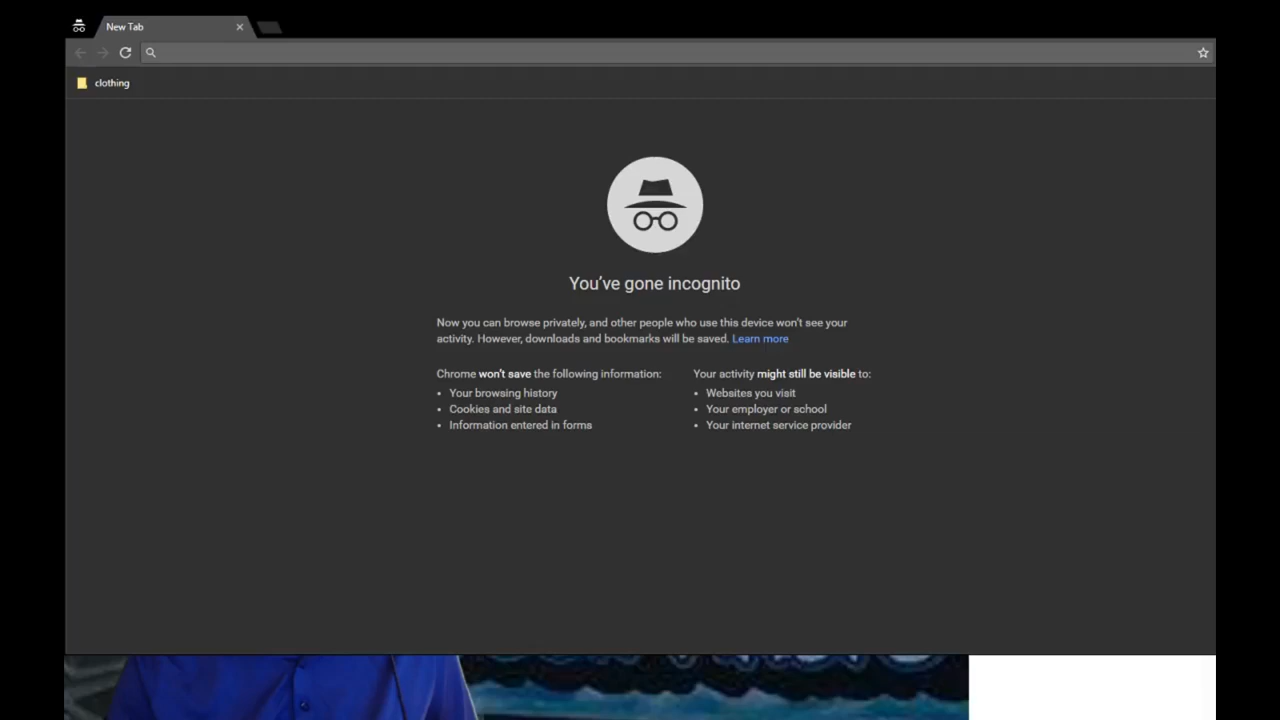 New Tab
clothing
You've gone incognito
Now you can browse privately, and other people who use this device won't see your
activity. However, downloads and bookmarks will be saved. Learn more
Chrome won't save the following information:
• Your browsing history
• Cookies and site data
• Information entered in forms
Your activity might still be visible to:
• Websites you visit
• Your employer or school
• Your internet service provider